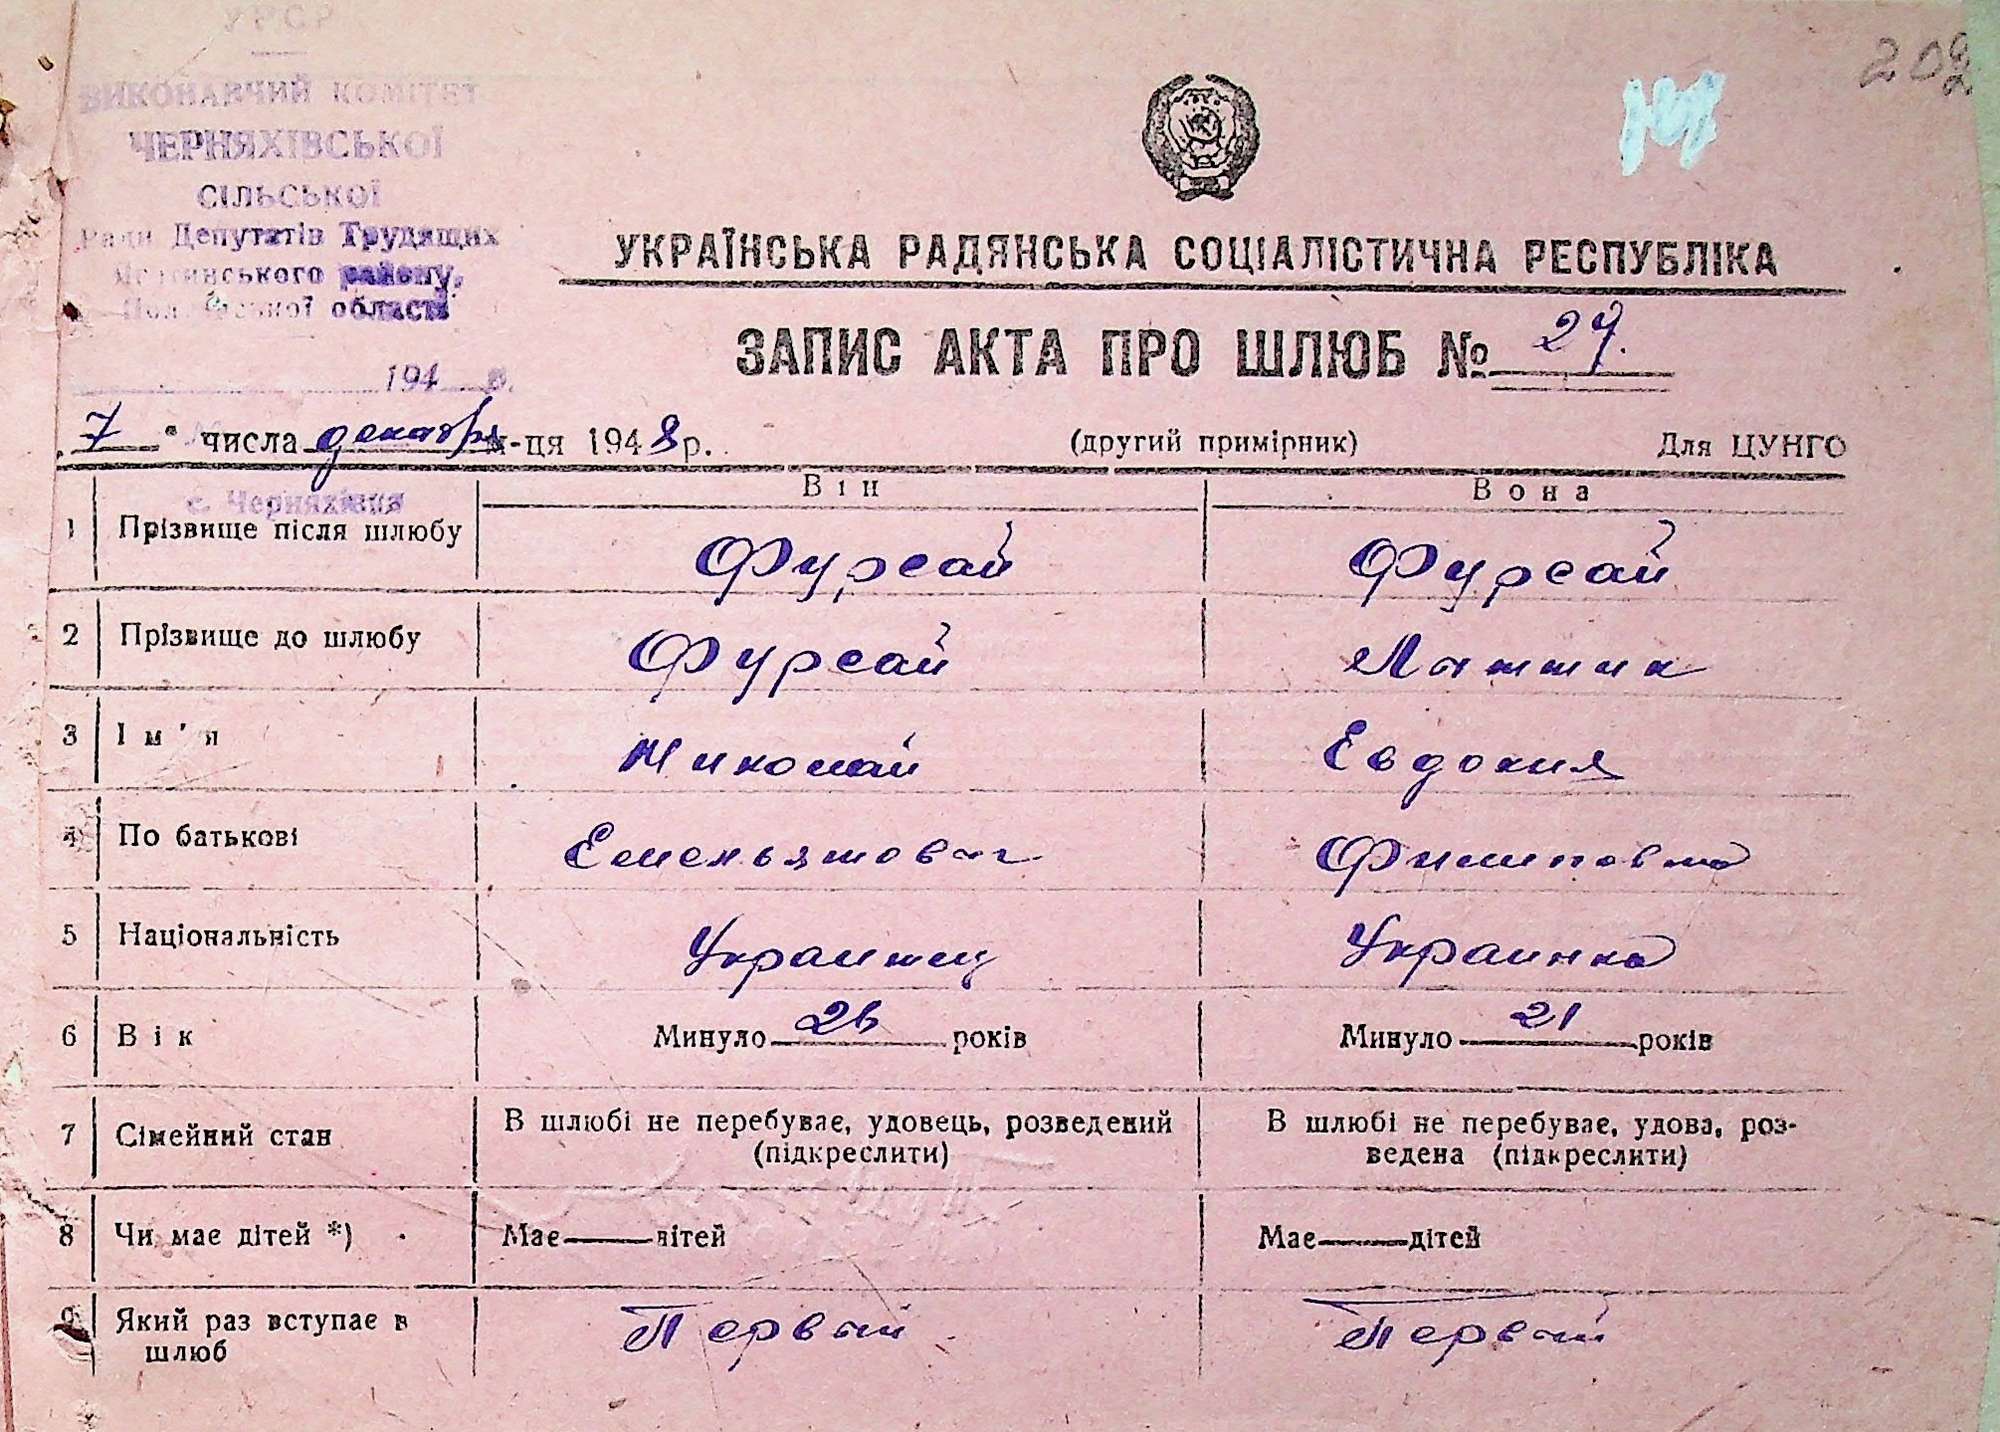 УРСР
ВИКОНАВЧИЙ КОМІТЕТ
ЧЕРНЯХІВСЬКОЇ
СІЛЬСЬКОЇ
Ради Депутатів Трудящих
району,
області
194 р.
202
УКРАЇНСЬКА РАДЯНСЬКА СОЦІАЛІСТИЧНА РЕСПУБЛІКА
ЗАПИС АКТА ПРО ШЛЮБ № 27.
7 числа декабря м-ця 1948 р. (другий примірник) Для ЦУНГО
с. Черняхівка
Він Вона
1 Прізвище після шлюбу Фурсай Фурсай
2 Прізвище до шлюбу Фурсай
3 Ім'я Николай Евдокия
4 По батькові Емельянович Филиповна
5 Національність Украинец Украинка
6 Вік Минуло 26 років Минуло 21 років
7 Сімейний стан В шлюбі не перебуває, удовець, розведений (підкреслити) В шлюбі не перебуває, удова, роз-
ведена (підкреслити)
8 Чи має дітей *) Має дітей Має дітей
9 Який раз вступає в Первый Первый
шлюб